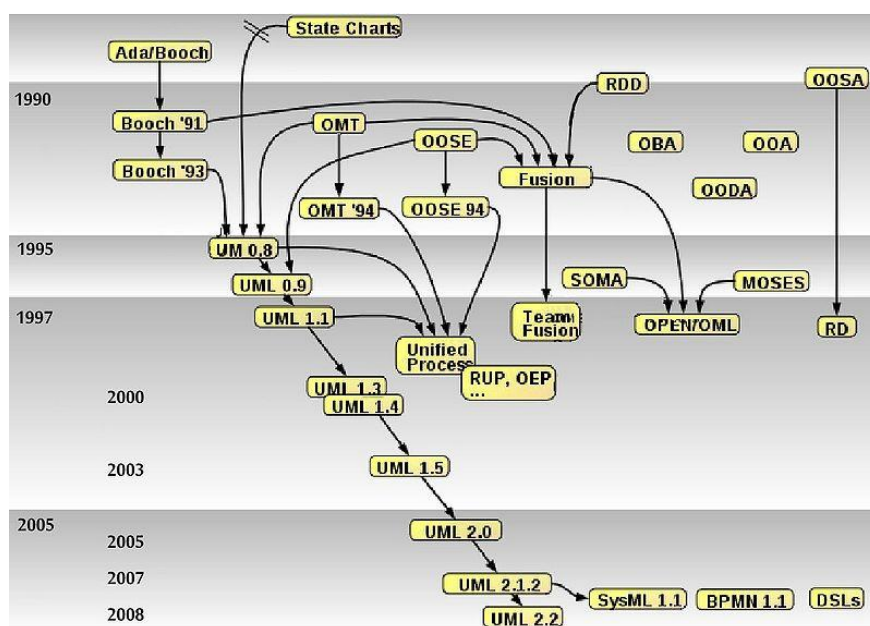 State Charts
Ada/Booch
RDD
OOSA
1990
Booch '91
OMT
OOSE
OBA
OOA
Booch '93
Fusion
OODA
OMT '94
OOSE 94
1995
UM 0.8
UML 0.9
SOMA
MOSES
1997
UML 1.1
Team
Fusion
OPEN/OML
RD
Unified
Process
RUP, OEP
...
2000
UML 1.3
UML 1.4
2003
UML 1.5
2005
UML 2.0
2005
2007
UML 2.1.2
SysML 1.1
BPMN 1.1
DSLs
2008
UML 2.2